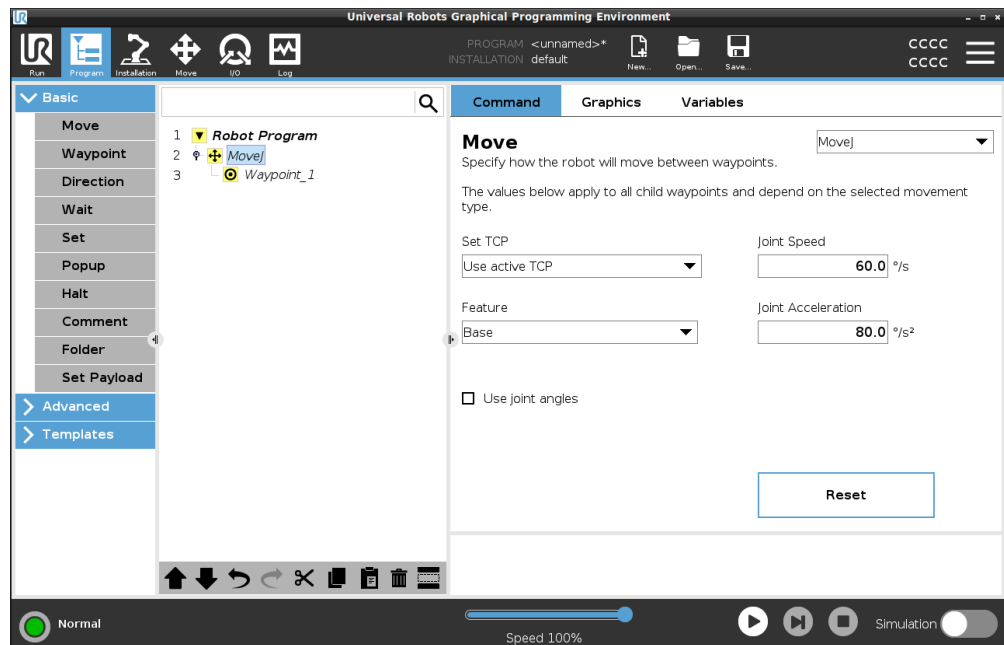 Universal Robots Graphical Programming Environment
UR
Run
Program
Installation
Move
I/O
Log
PROGRAM <unnamed>*
INSTALLATION default
New...
Open...
Save...
CCCC
CCCC
Basic
Move
Waypoint
Direction
Wait
Set
Popup
Halt
Comment
Folder
Set Payload
Advanced
Templates
1 Robot Program
2 MoveJ
3 Waypoint_1
Command Graphics Variables
Move
MoveJ
Specify how the robot will move between waypoints.
The values below apply to all child waypoints and depend on the selected movement
type.
Set TCP
Joint Speed
Use active TCP
60.0 °/s
Feature
Joint Acceleration
Base
80.0 °/s²
Use joint angles
Reset
Normal
Speed 100%
Simulation